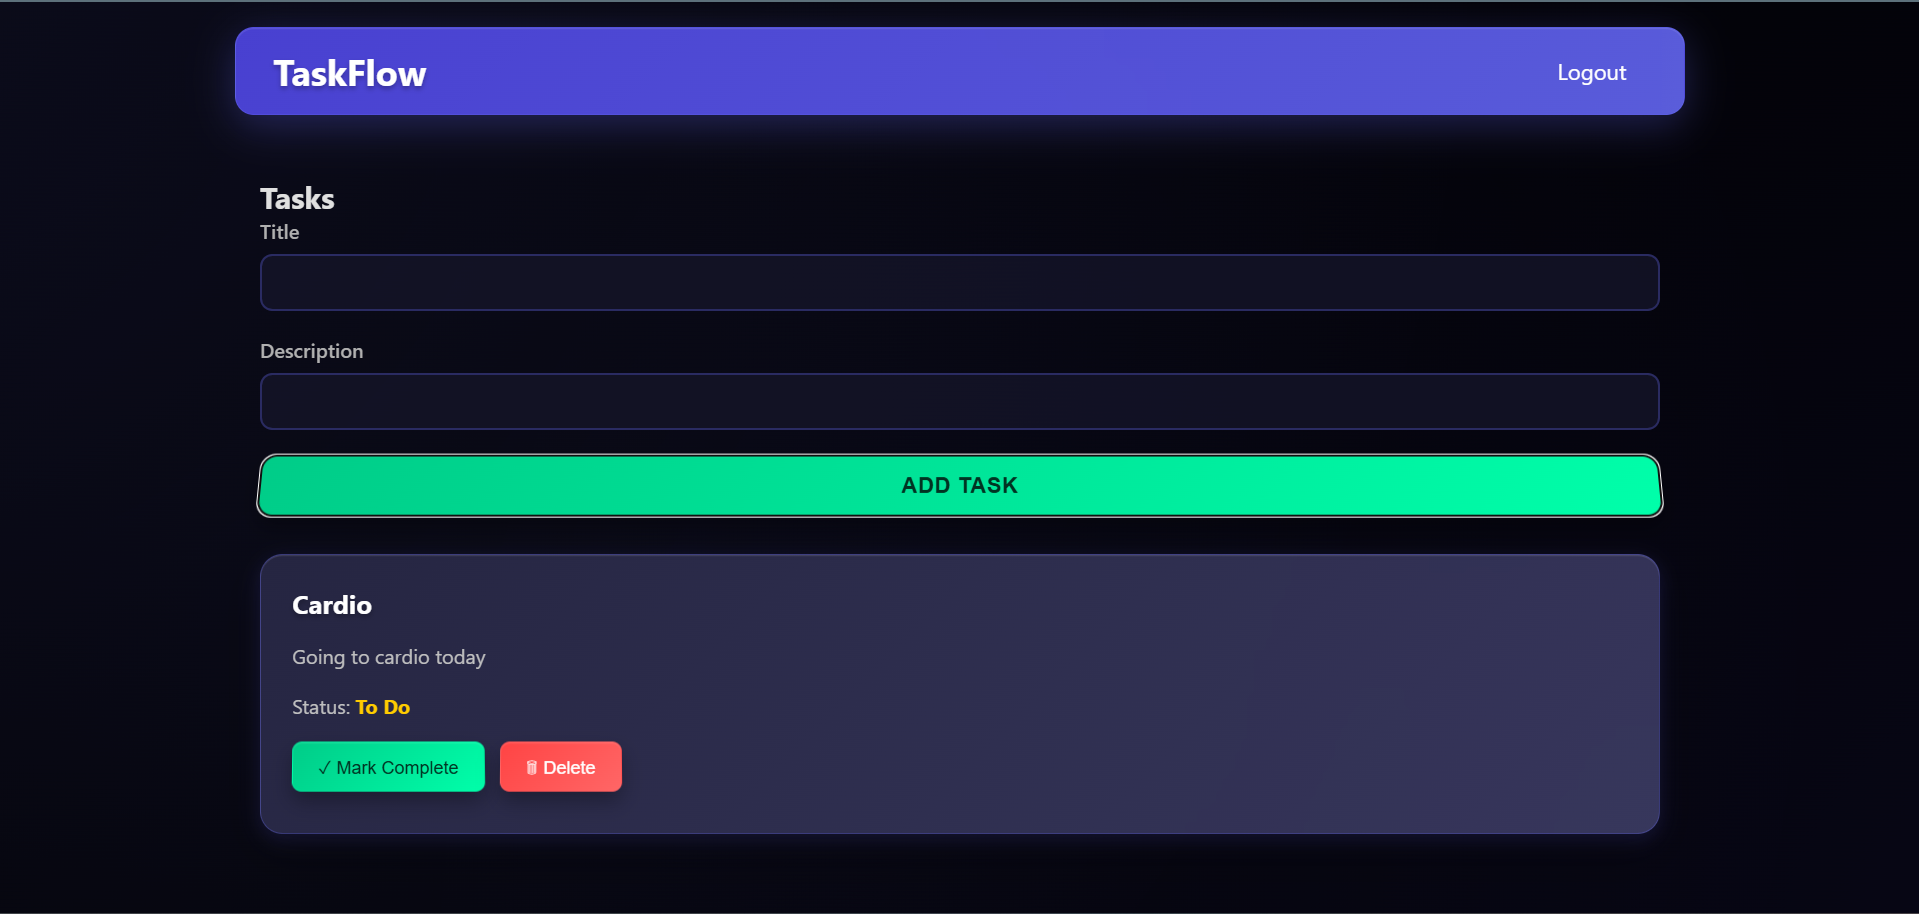 TaskFlow
Logout
Tasks
Title
Description
ADD TASK
Cardio
Going to cardio today
Status: To Do
✓ Mark Complete
🗑 Delete